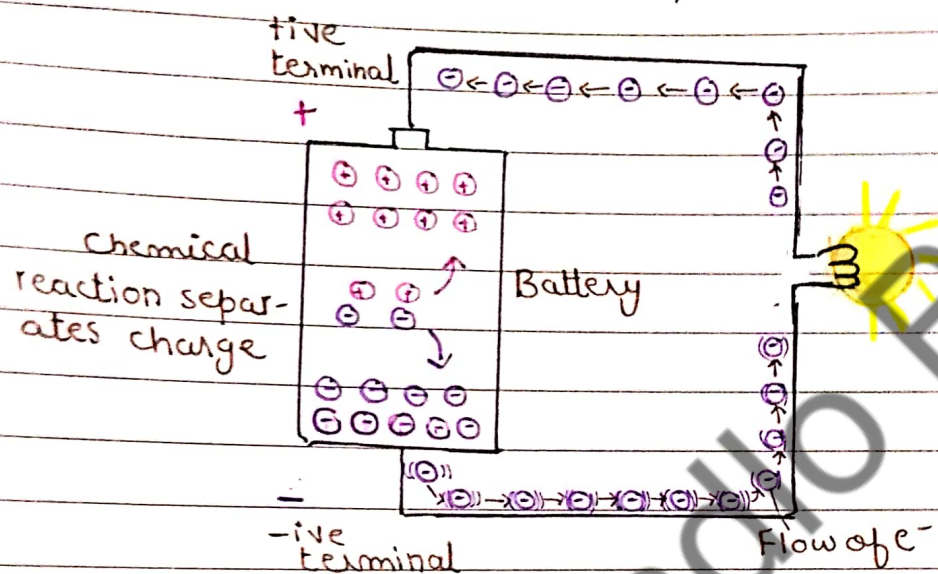 +ive
terminal
+
Chemical
reaction separ-
ates charge
Battery
−
-ive
terminal
Flow of e⁻